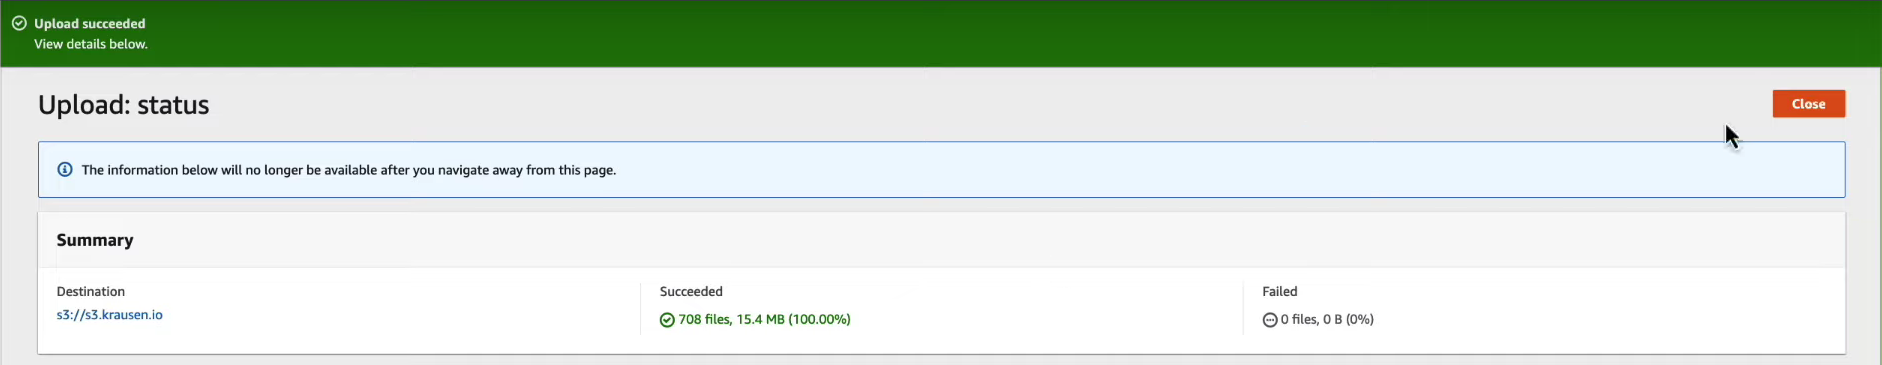 Upload succeeded
View details below.
Upload: status
Close
The information below will no longer be available after you navigate away from this page.
Summary
Destination
s3://s3.krausen.io
Succeeded
708 files, 15.4 MB (100.00%)
Failed
0 files, 0 B (0%)